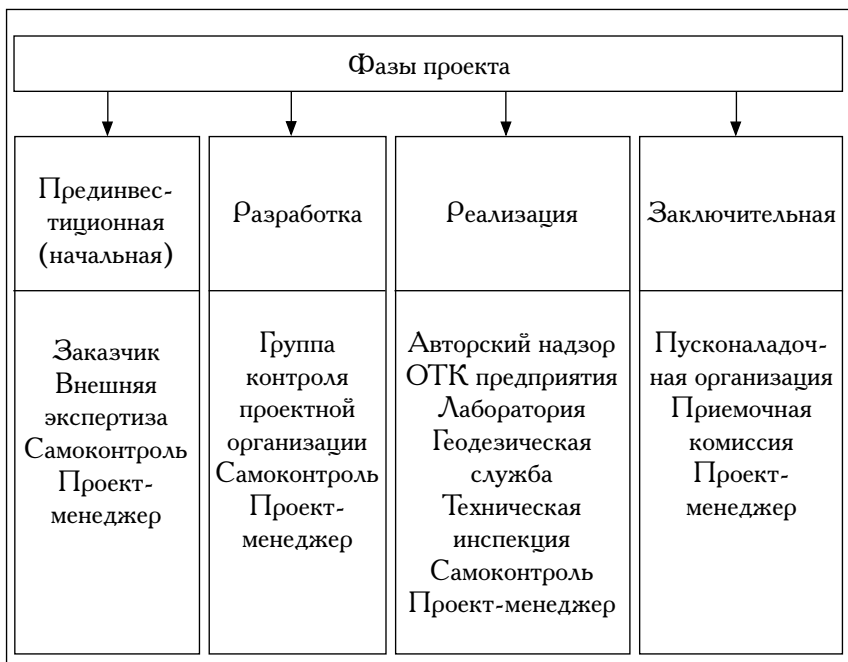 Фазы проекта
Прединвес-
тиционная
(начальная)
Разработка
Реализация
Заключительная
Заказчик
Внешняя
экспертиза
Самоконтроль
Проект-
менеджер
Группа
контроля
проектной
организации
Самоконтроль
Проект-
менеджер
Авторский надзор
ОТК предприятия
Лаборатория
Геодезическая
служба
Техническая
инспекция
Самоконтроль
Проект-менеджер
Пусконаладоч-
ная организация
Приемочная
комиссия
Проект-
менеджер